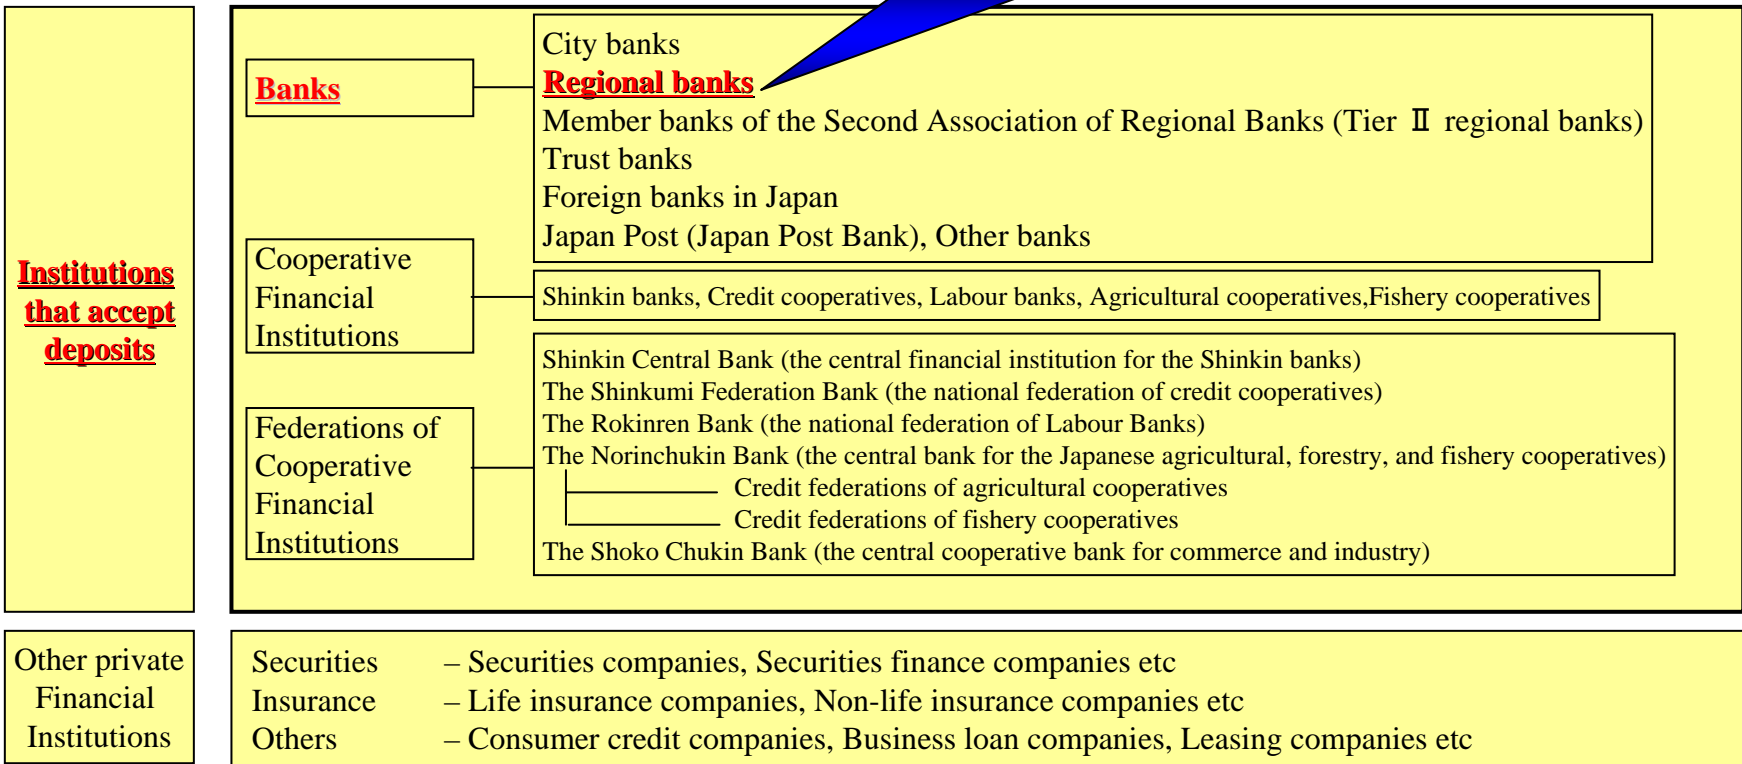 Institutions
that accept
deposits
Banks
City banks
Regional banks
Member banks of the Second Association of Regional Banks (Tier Ⅱ regional banks)
Trust banks
Foreign banks in Japan
Japan Post (Japan Post Bank), Other banks
Cooperative
Financial
Institutions
Shinkin banks, Credit cooperatives, Labour banks, Agricultural cooperatives,Fishery cooperatives
Federations of
Cooperative
Financial
Institutions
Shinkin Central Bank (the central financial institution for the Shinkin banks)
The Shinkumi Federation Bank (the national federation of credit cooperatives)
The Rokinren Bank (the national federation of Labour Banks)
The Norinchukin Bank (the central bank for the Japanese agricultural, forestry, and fishery cooperatives)
Credit federations of agricultural cooperatives
Credit federations of fishery cooperatives
The Shoko Chukin Bank (the central cooperative bank for commerce and industry)
Other private
Financial
Institutions
Securities – Securities companies, Securities finance companies etc
Insurance – Life insurance companies, Non-life insurance companies etc
Others – Consumer credit companies, Business loan companies, Leasing companies etc